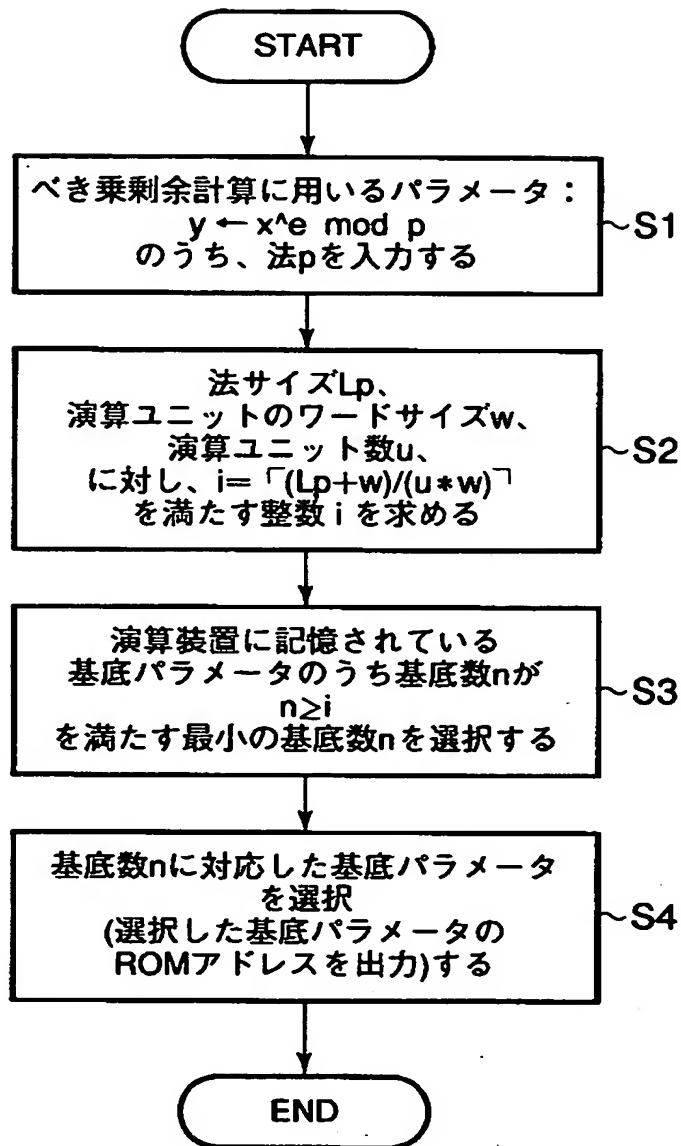 START
べき乗剰余計算に用いるパラメータ：
y ← x^e mod p
のうち、法pを入力する
~S1
法サイズLp、
演算ユニットのワードサイズw、
演算ユニット数u、
に対し、i=「(Lp+w)/(u*w)┐
を満たす整数 i を求める
~S2
演算装置に記憶されている
基底パラメータのうち基底数nが
n≥i
を満たす最小の基底数nを選択する
~S3
基底数nに対応した基底パラメータ
を選択
(選択した基底パラメータの
ROMアドレスを出力)する
~S4
END